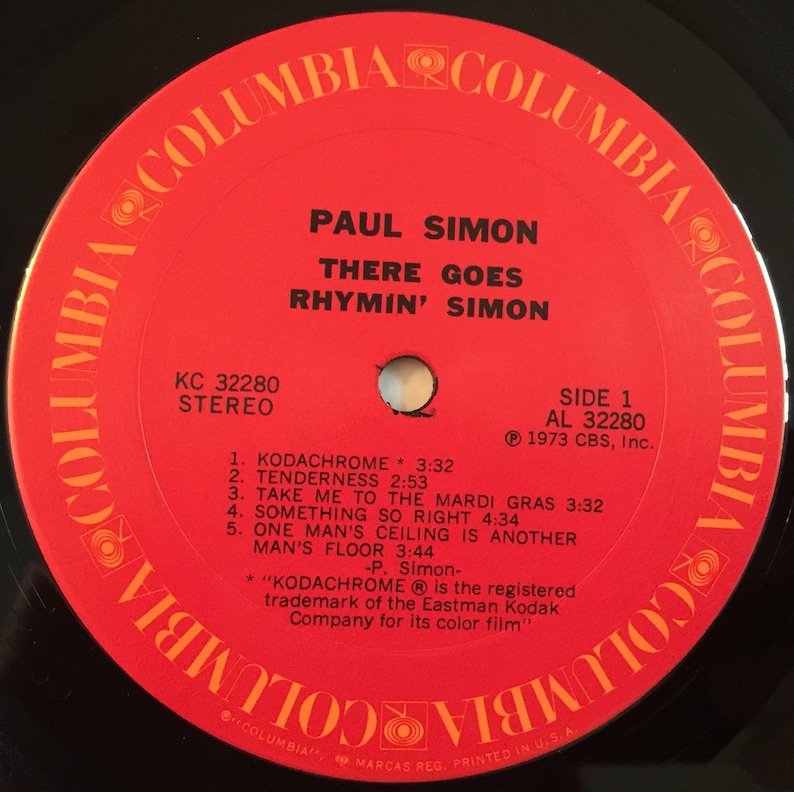 COLUMBIA COLUMBIA COLUMBIA COLUMBIA COLUMBIA COLUMBIA
PAUL SIMON
THERE GOES
RHYMIN' SIMON
KC 32280
STEREO
SIDE 1
AL 32280
Ⓟ 1973 CBS, Inc.
1. KODACHROME * 3:32
2. TENDERNESS 2:53
3. TAKE ME TO THE MARDI GRAS 3:32
4. SOMETHING SO RIGHT 4:34
5. ONE MAN'S CEILING IS ANOTHER
MAN'S FLOOR 3:44
-P. Simon-
* "KODACHROME ® is the registered
trademark of the Eastman Kodak
Company for its color film"
®"COLUMBIA", MARCAS REG. PRINTED IN U.S.A.